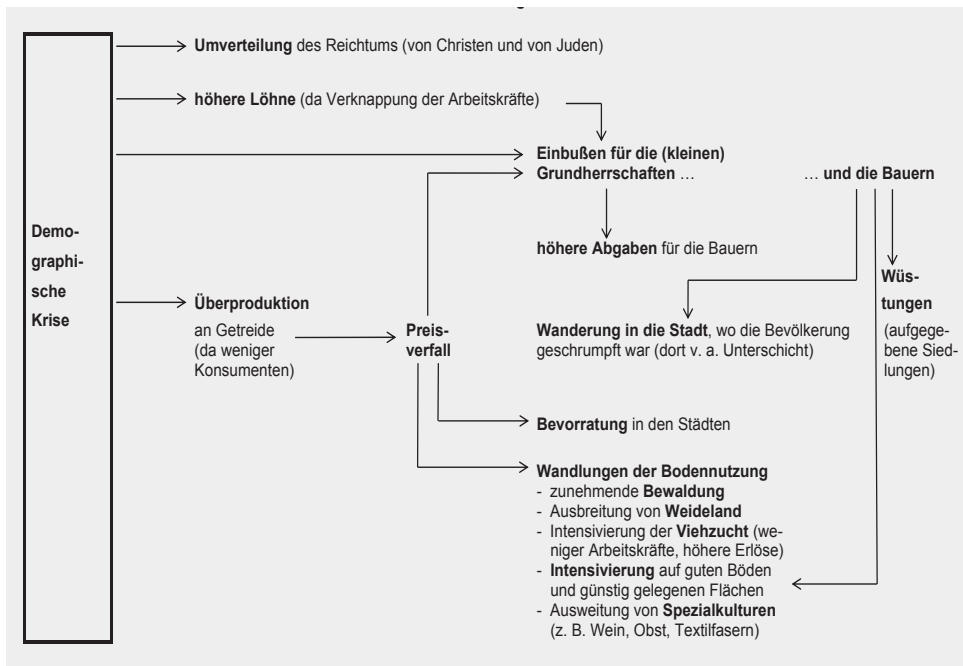 Umverteilung des Reichtums (von Christen und von Juden)
höhere Löhne (da Verknappung der Arbeitskräfte)
Einbußen für die (kleinen)
Grundherrschaften …
… und die Bauern
Demo-
graphi-
sche
Krise
höhere Abgaben für die Bauern
Wüs-
tungen
(aufgege-
bene Sied-
lungen)
Überproduktion
an Getreide
(da weniger
Konsumenten)
Preis-
verfall
Wanderung in die Stadt, wo die Bevölkerung
geschrumpft war (dort v. a. Unterschicht)
Bevorratung in den Städten
Wandlungen der Bodennutzung
- zunehmende Bewaldung
- Ausbreitung von Weideland
- Intensivierung der Viehzucht (we-
niger Arbeitskräfte, höhere Erlöse)
- Intensivierung auf guten Böden
und günstig gelegenen Flächen
- Ausweitung von Spezialkulturen
(z. B. Wein, Obst, Textilfasern)